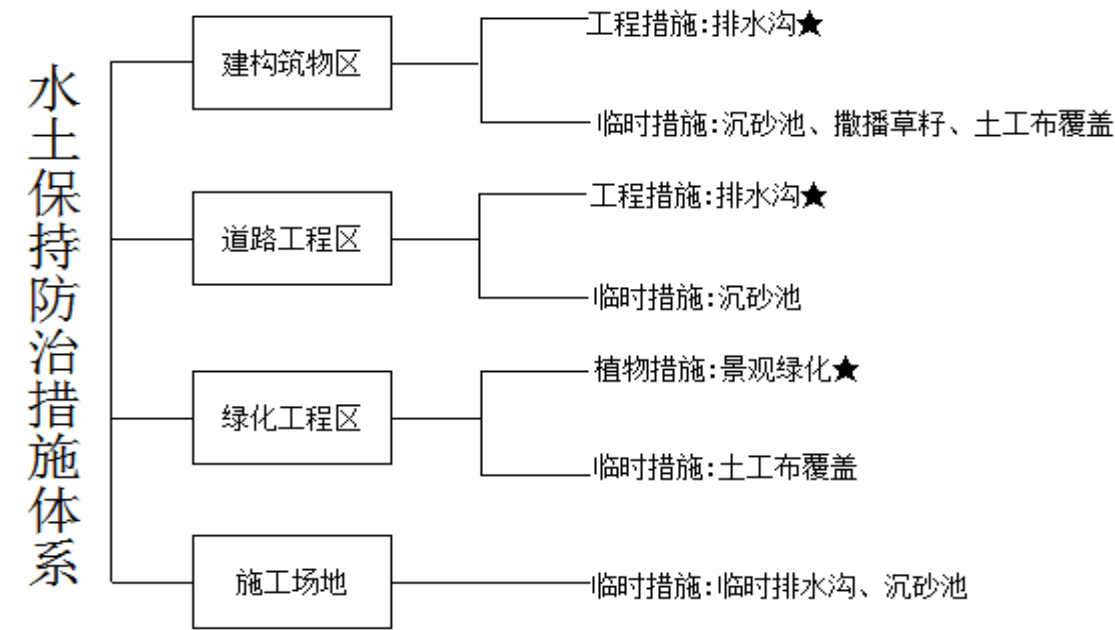 水土保持防治措施体系
建构筑物区
工程措施:排水沟★
临时措施:沉砂池、撒播草籽、土工布覆盖
道路工程区
工程措施:排水沟★
临时措施:沉砂池
绿化工程区
植物措施:景观绿化★
临时措施:土工布覆盖
施工场地
临时措施:临时排水沟、沉砂池